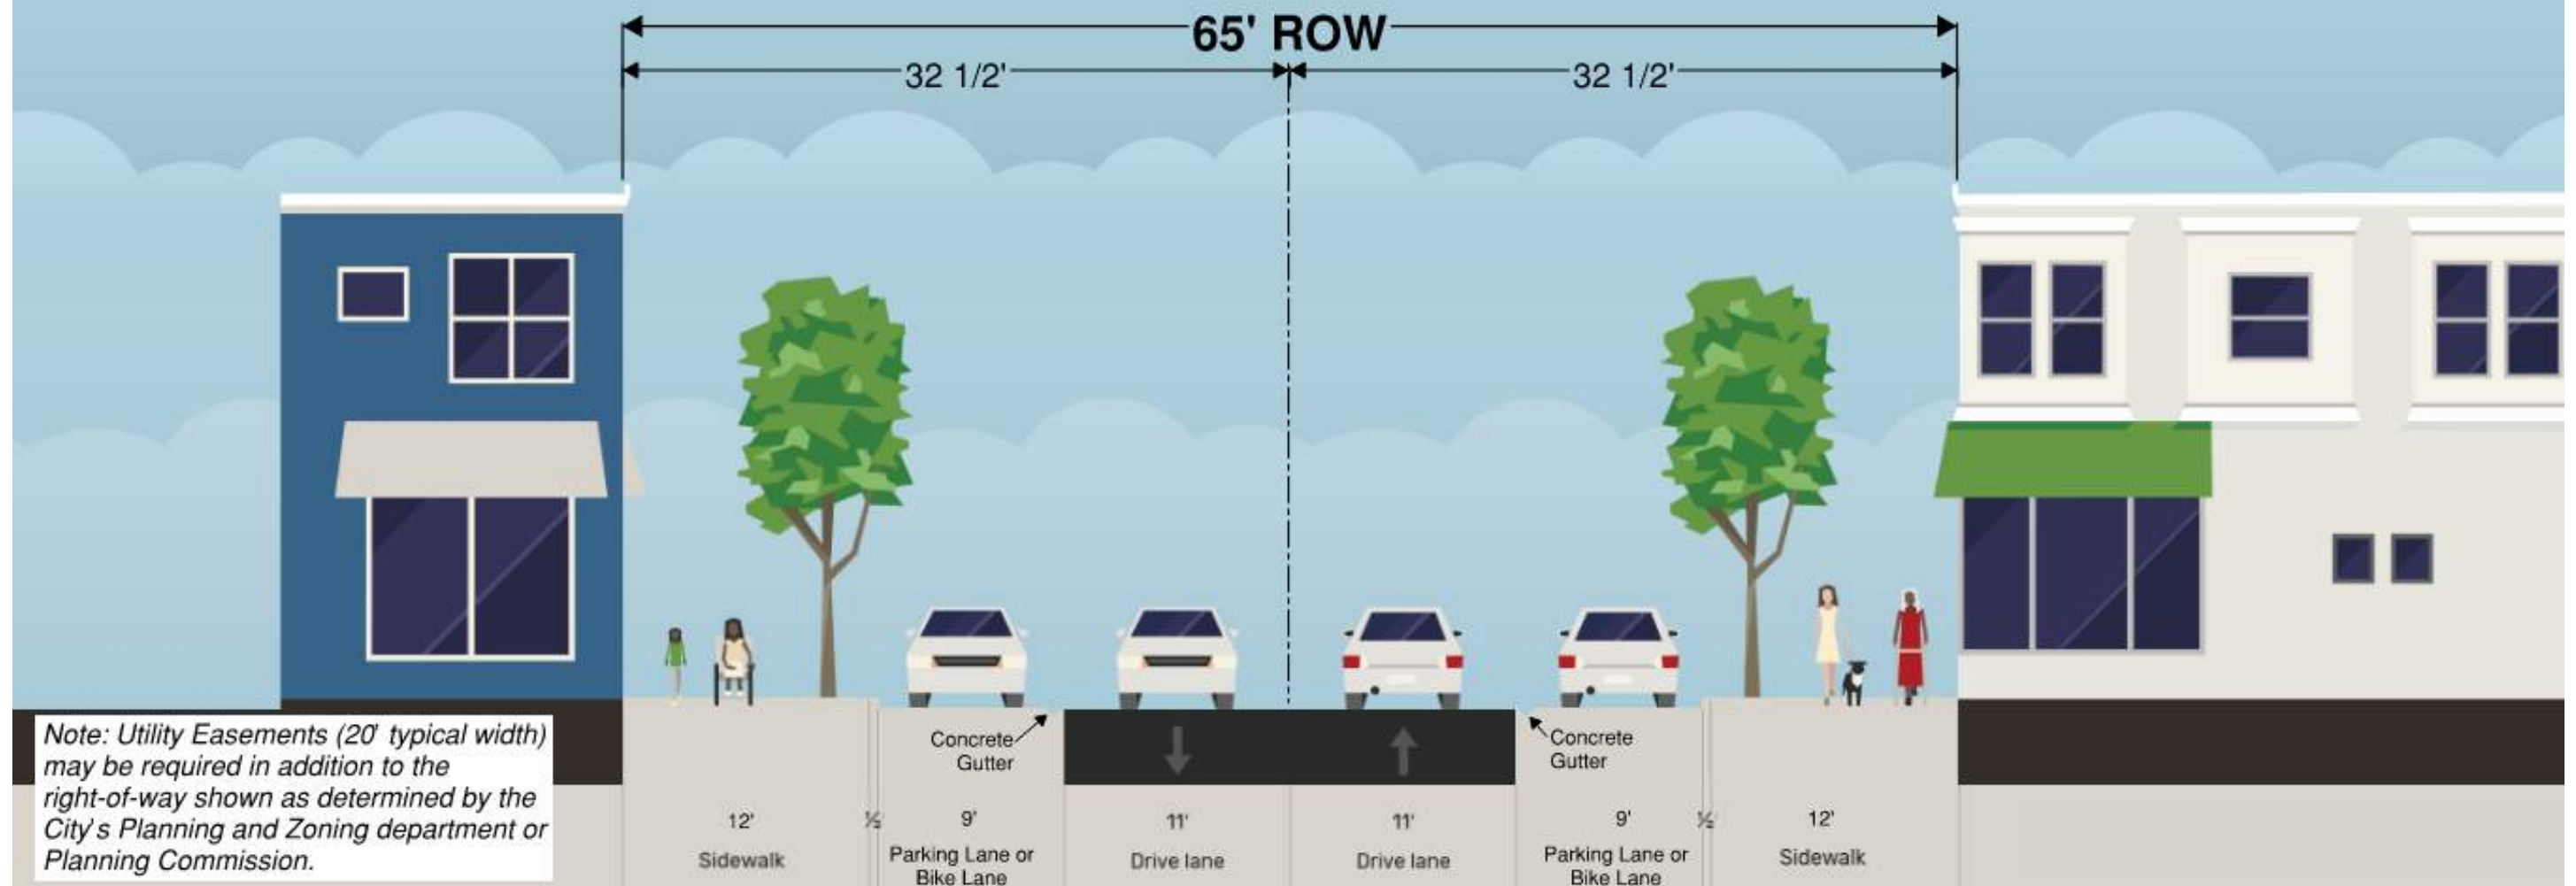 65' ROW
32 1/2'
32 1/2'
Note: Utility Easements (20' typical width)
may be required in addition to the
right-of-way shown as determined by the
City's Planning and Zoning department or
Planning Commission.
Concrete
Gutter
Concrete
Gutter
12'
½
9'
11'
11'
9'
½
12'
Sidewalk
Parking Lane or
Bike Lane
Drive lane
Drive lane
Parking Lane or
Bike Lane
Sidewalk